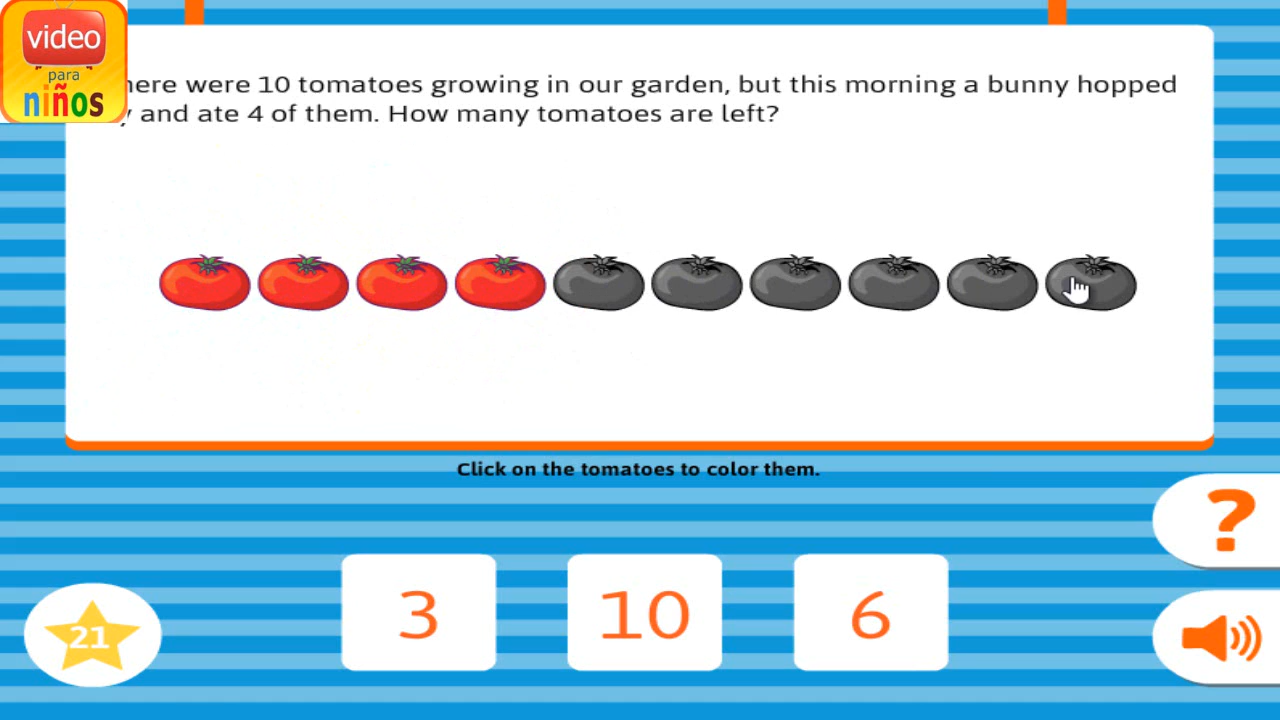 video
para
niños
here were 10 tomatoes growing in our garden, but this morning a bunny hopped
and ate 4 of them. How many tomatoes are left?
Click on the tomatoes to color them.
?
3
10
6
21